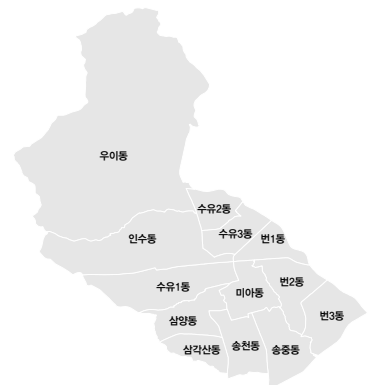 우이동
수유2동
인수동
수유3동
번1동
수유1동
미아동
번2동
삼양동
번3동
삼각산동
송천동
송중동